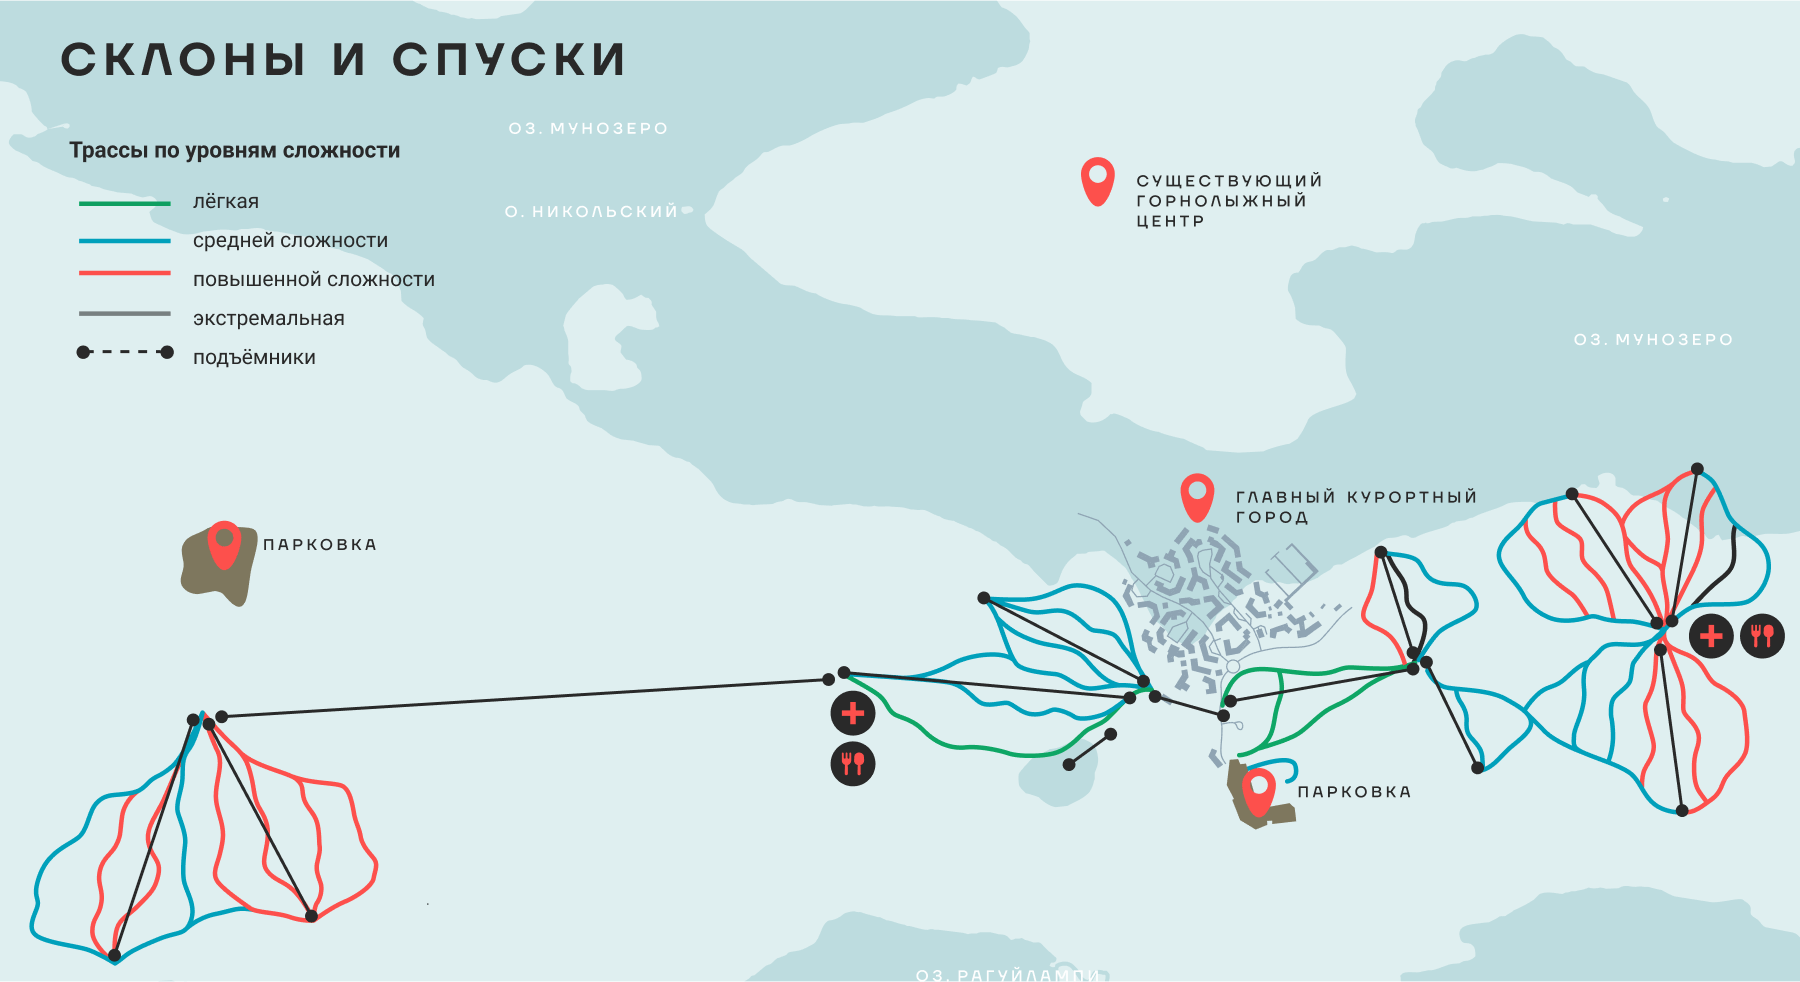 СКЛОНЫ И СПУСКИ
Трассы по уровням сложности
лёгкая
средней сложности
повышенной сложности
экстремальная
подъёмники
ОЗ. МУНОЗЕРО
О. НИКОЛЬСКИЙ
СУЩЕСТВУЮЩИЙ
ГОРНОЛЫЖНЫЙ
ЦЕНТР
ОЗ. МУНОЗЕРО
ГЛАВНЫЙ КУРОРТНЫЙ
ГОРОД
ПАРКОВКА
ПАРКОВКА
ОЗ. РАГУЙЛАМПИ